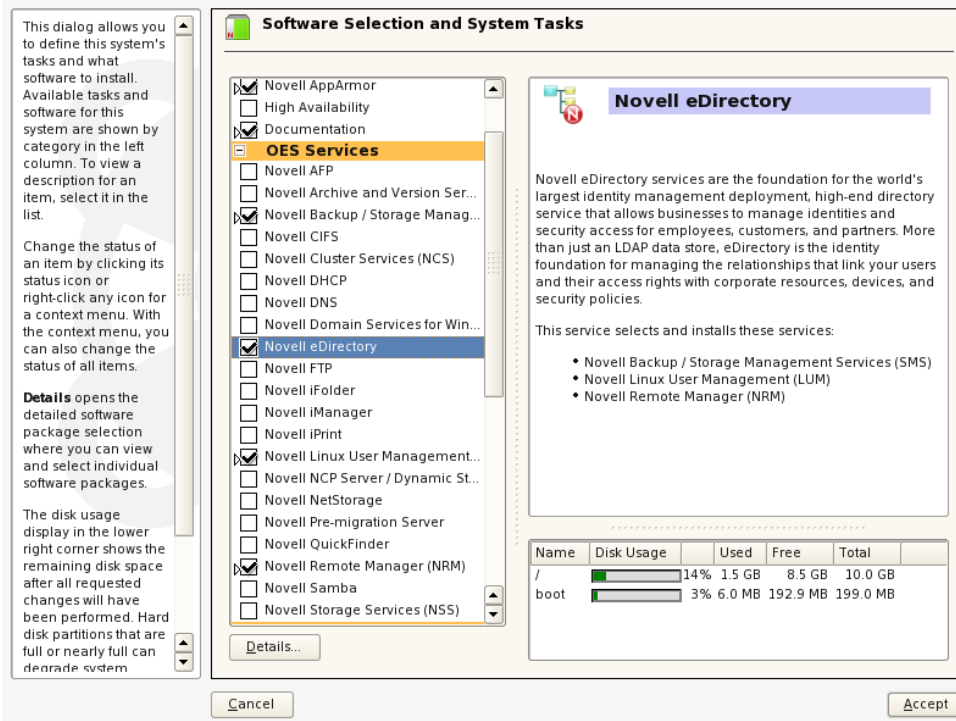 This dialog allows you
to define this system's
tasks and what
software to install.
Available tasks and
software for this
system are shown by
category in the left
column. To view a
description for an
item, select it in the
list.
Change the status of
an item by clicking its
status icon or
right-click any icon for
a context menu. With
the context menu, you
can also change the
status of all items.
Details opens the
detailed software
package selection
where you can view
and select individual
software packages.
The disk usage
display in the lower
right corner shows the
remaining disk space
after all requested
changes will have
been performed. Hard
disk partitions that are
full or nearly full can
degrade system
N
Software Selection and System Tasks
Novell AppArmor
High Availability
Documentation
OES Services
Novell AFP
Novell Archive and Version Ser...
Novell Backup / Storage Manag...
Novell CIFS
Novell Cluster Services (NCS)
Novell DHCP
Novell DNS
Novell Domain Services for Win...
Novell eDirectory
Novell FTP
Novell iFolder
Novell iManager
Novell iPrint
Novell Linux User Management...
Novell NCP Server / Dynamic St...
Novell NetStorage
Novell Pre-migration Server
Novell QuickFinder
Novell Remote Manager (NRM)
Novell Samba
Novell Storage Services (NSS)
Details...
N
Novell eDirectory
Novell eDirectory services are the foundation for the world's
largest identity management deployment, high-end directory
service that allows businesses to manage identities and
security access for employees, customers, and partners. More
than just an LDAP data store, eDirectory is the identity
foundation for managing the relationships that link your users
and their access rights with corporate resources, devices, and
security policies.
This service selects and installs these services:
• Novell Backup / Storage Management Services (SMS)
• Novell Linux User Management (LUM)
• Novell Remote Manager (NRM)
Name Disk Usage Used Free Total
/ 14% 1.5 GB 8.5 GB 10.0 GB
boot 3% 6.0 MB 192.9 MB 199.0 MB
Cancel
Accept